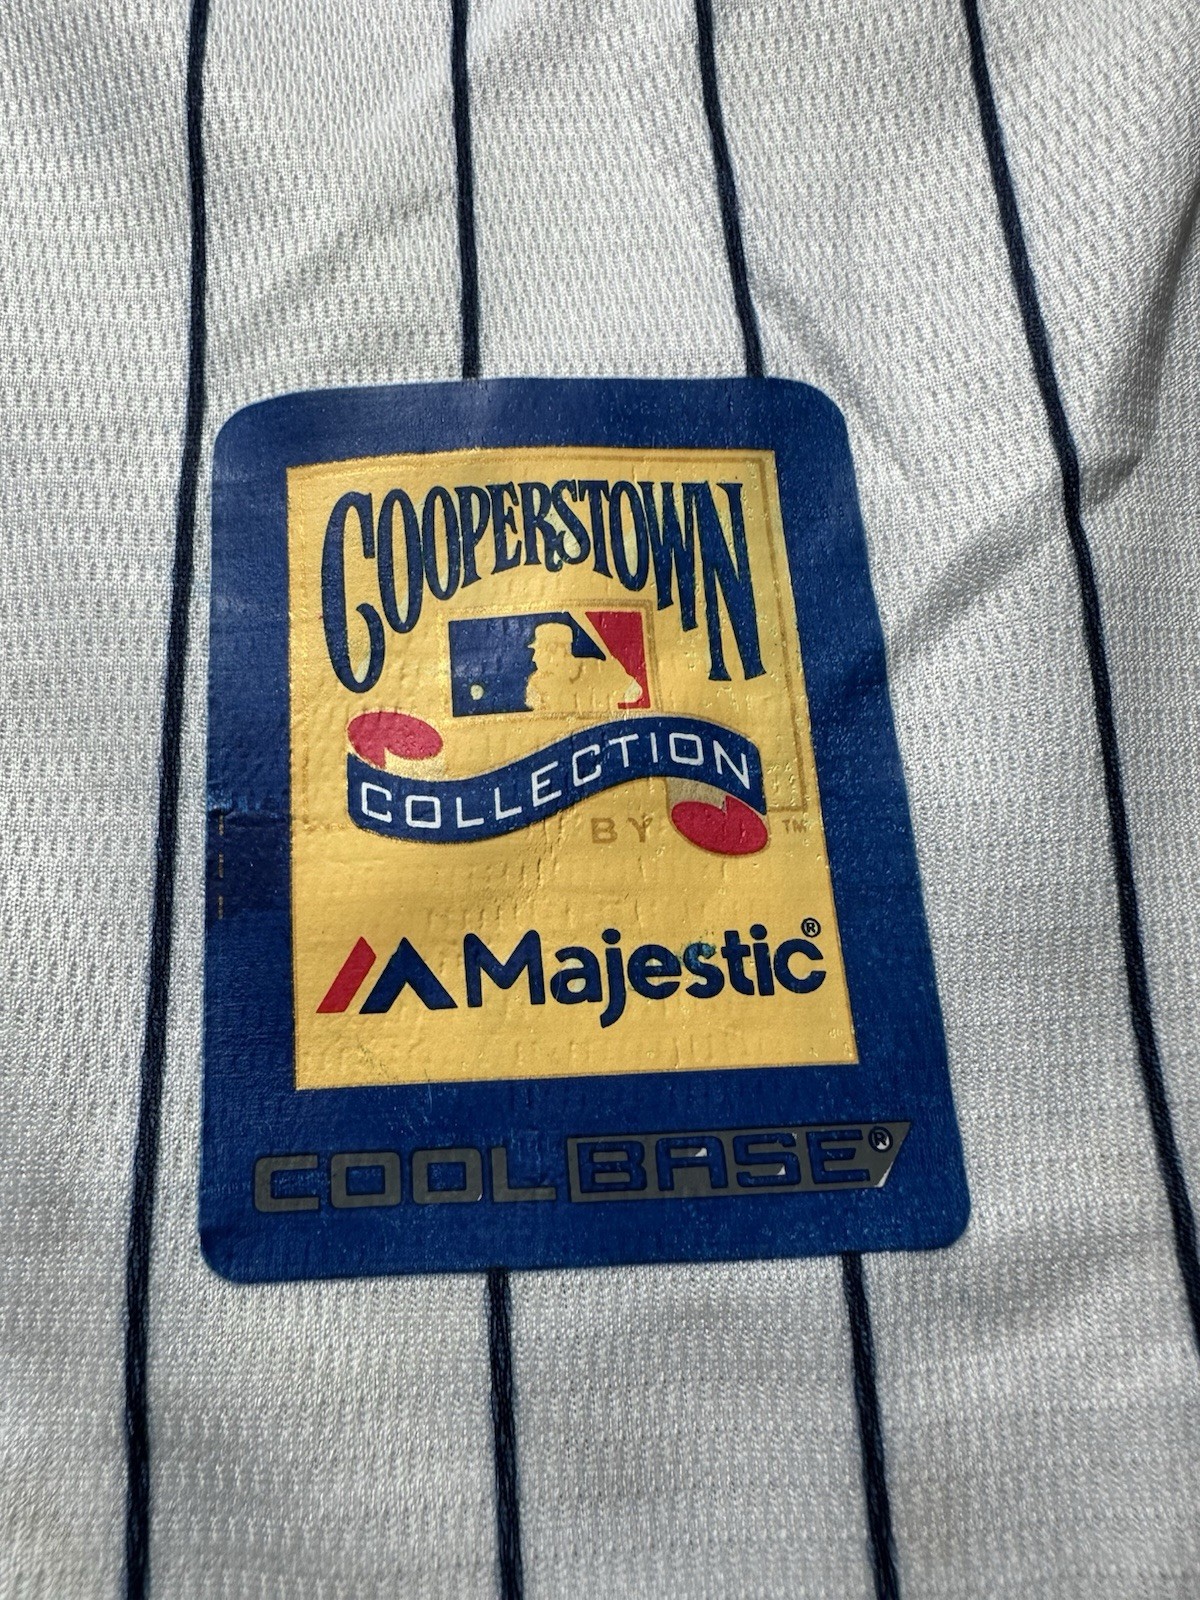 COOPERSTOWN
COLLECTION
BY ™
Majestic®
COOLBASE®